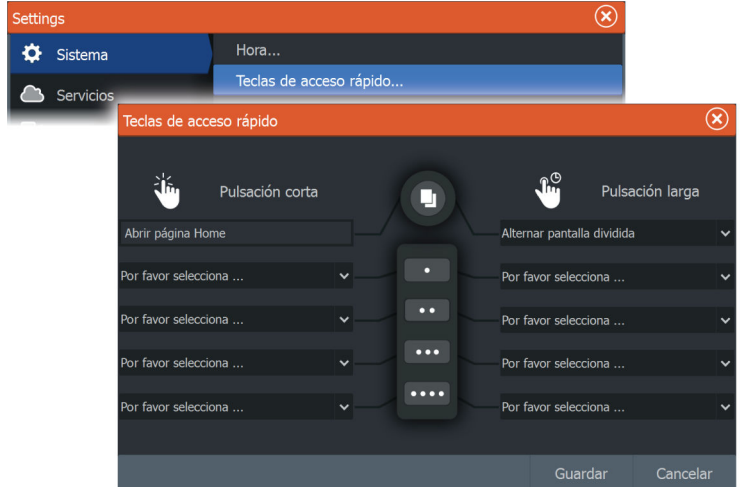 Settings
Sistema
Hora...
Servicios
Teclas de acceso rápido...
Teclas de acceso rápido
Pulsación corta
Pulsación larga
Abrir página Home
Alternar pantalla dividida
Por favor selecciona ...
Por favor selecciona ...
Por favor selecciona ...
Por favor selecciona ...
Por favor selecciona ...
Por favor selecciona ...
Por favor selecciona ...
Por favor selecciona ...
Guardar
Cancelar